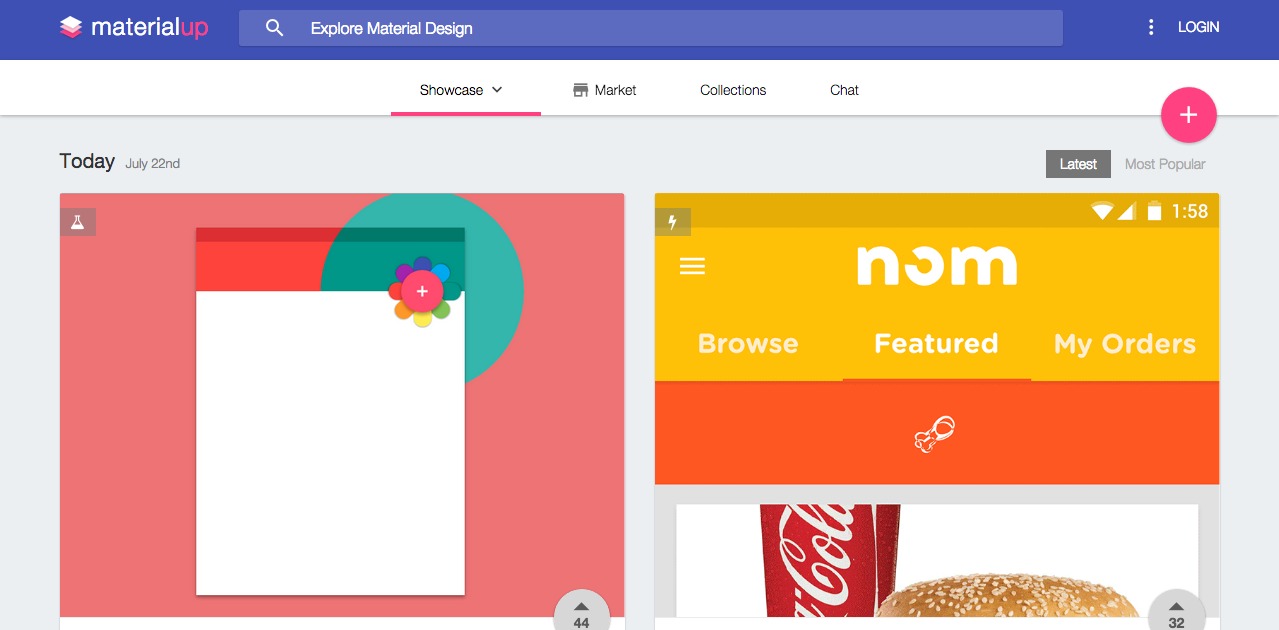 materialup
Explore Material Design
LOGIN
Showcase
Market
Collections
Chat
+
Today July 22nd
Latest Most Popular
+
1:58
nom
Browse Featured My Orders
Coca-Cola
44
32